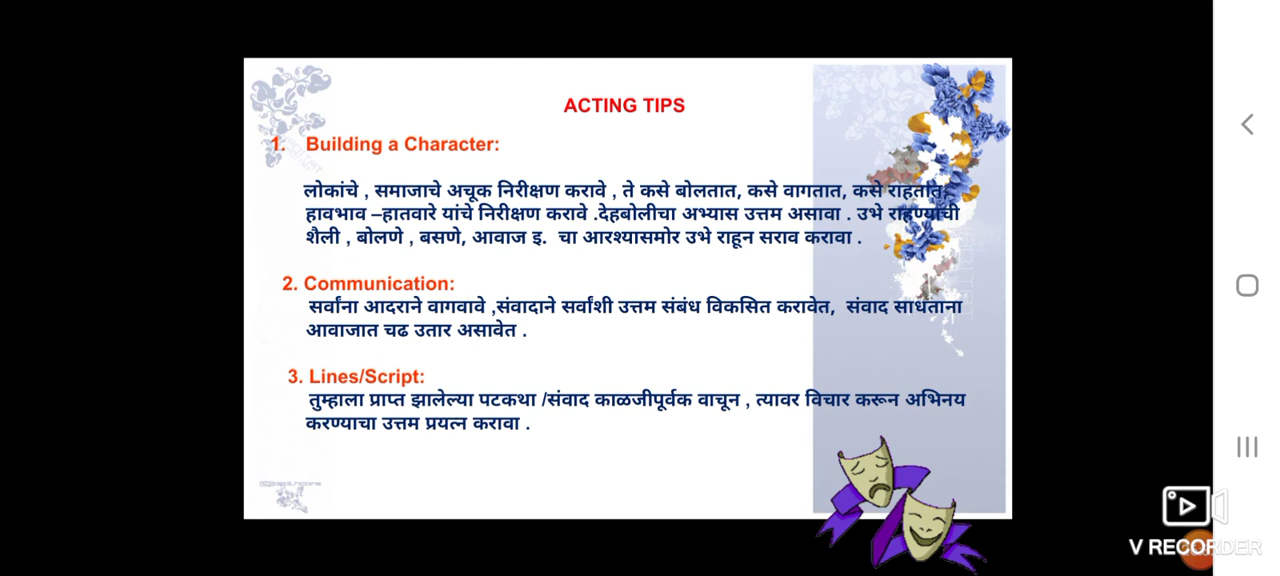 ACTING TIPS
1. Building a Character:
लोकांचे , समाजाचे अचूक निरीक्षण करावे , ते कसे बोलतात, कसे वागतात, कसे राहतात,
हावभाव –हातवारे यांचे निरीक्षण करावे .देहबोलीचा अभ्यास उत्तम असावा . उभे राहण्याची
शैली , बोलणे , बसणे, आवाज इ. चा आरश्यासमोर उभे राहून सराव करावा .
2. Communication:
सर्वांना आदराने वागवावे ,संवादाने सर्वांशी उत्तम संबंध विकसित करावेत, संवाद साधताना
आवाजात चढ उतार असावेत .
3. Lines/Script:
तुम्हाला प्राप्त झालेल्या पटकथा /संवाद काळजीपूर्वक वाचून , त्यावर विचार करून अभिनय
करण्याचा उत्तम प्रयत्न करावा .
V RECORDER